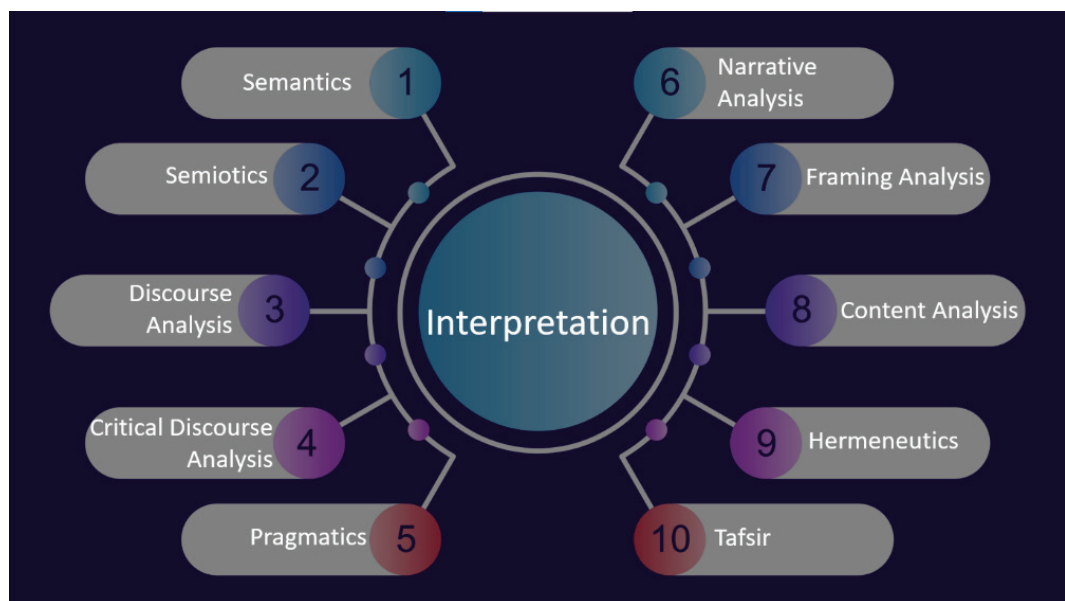 Semantics
1
Semiotics
2
Discourse
Analysis
3
Critical Discourse
Analysis
4
Pragmatics
5
Interpretation
6
Narrative
Analysis
7
Framing Analysis
8
Content Analysis
9
Hermeneutics
10
Tafsir